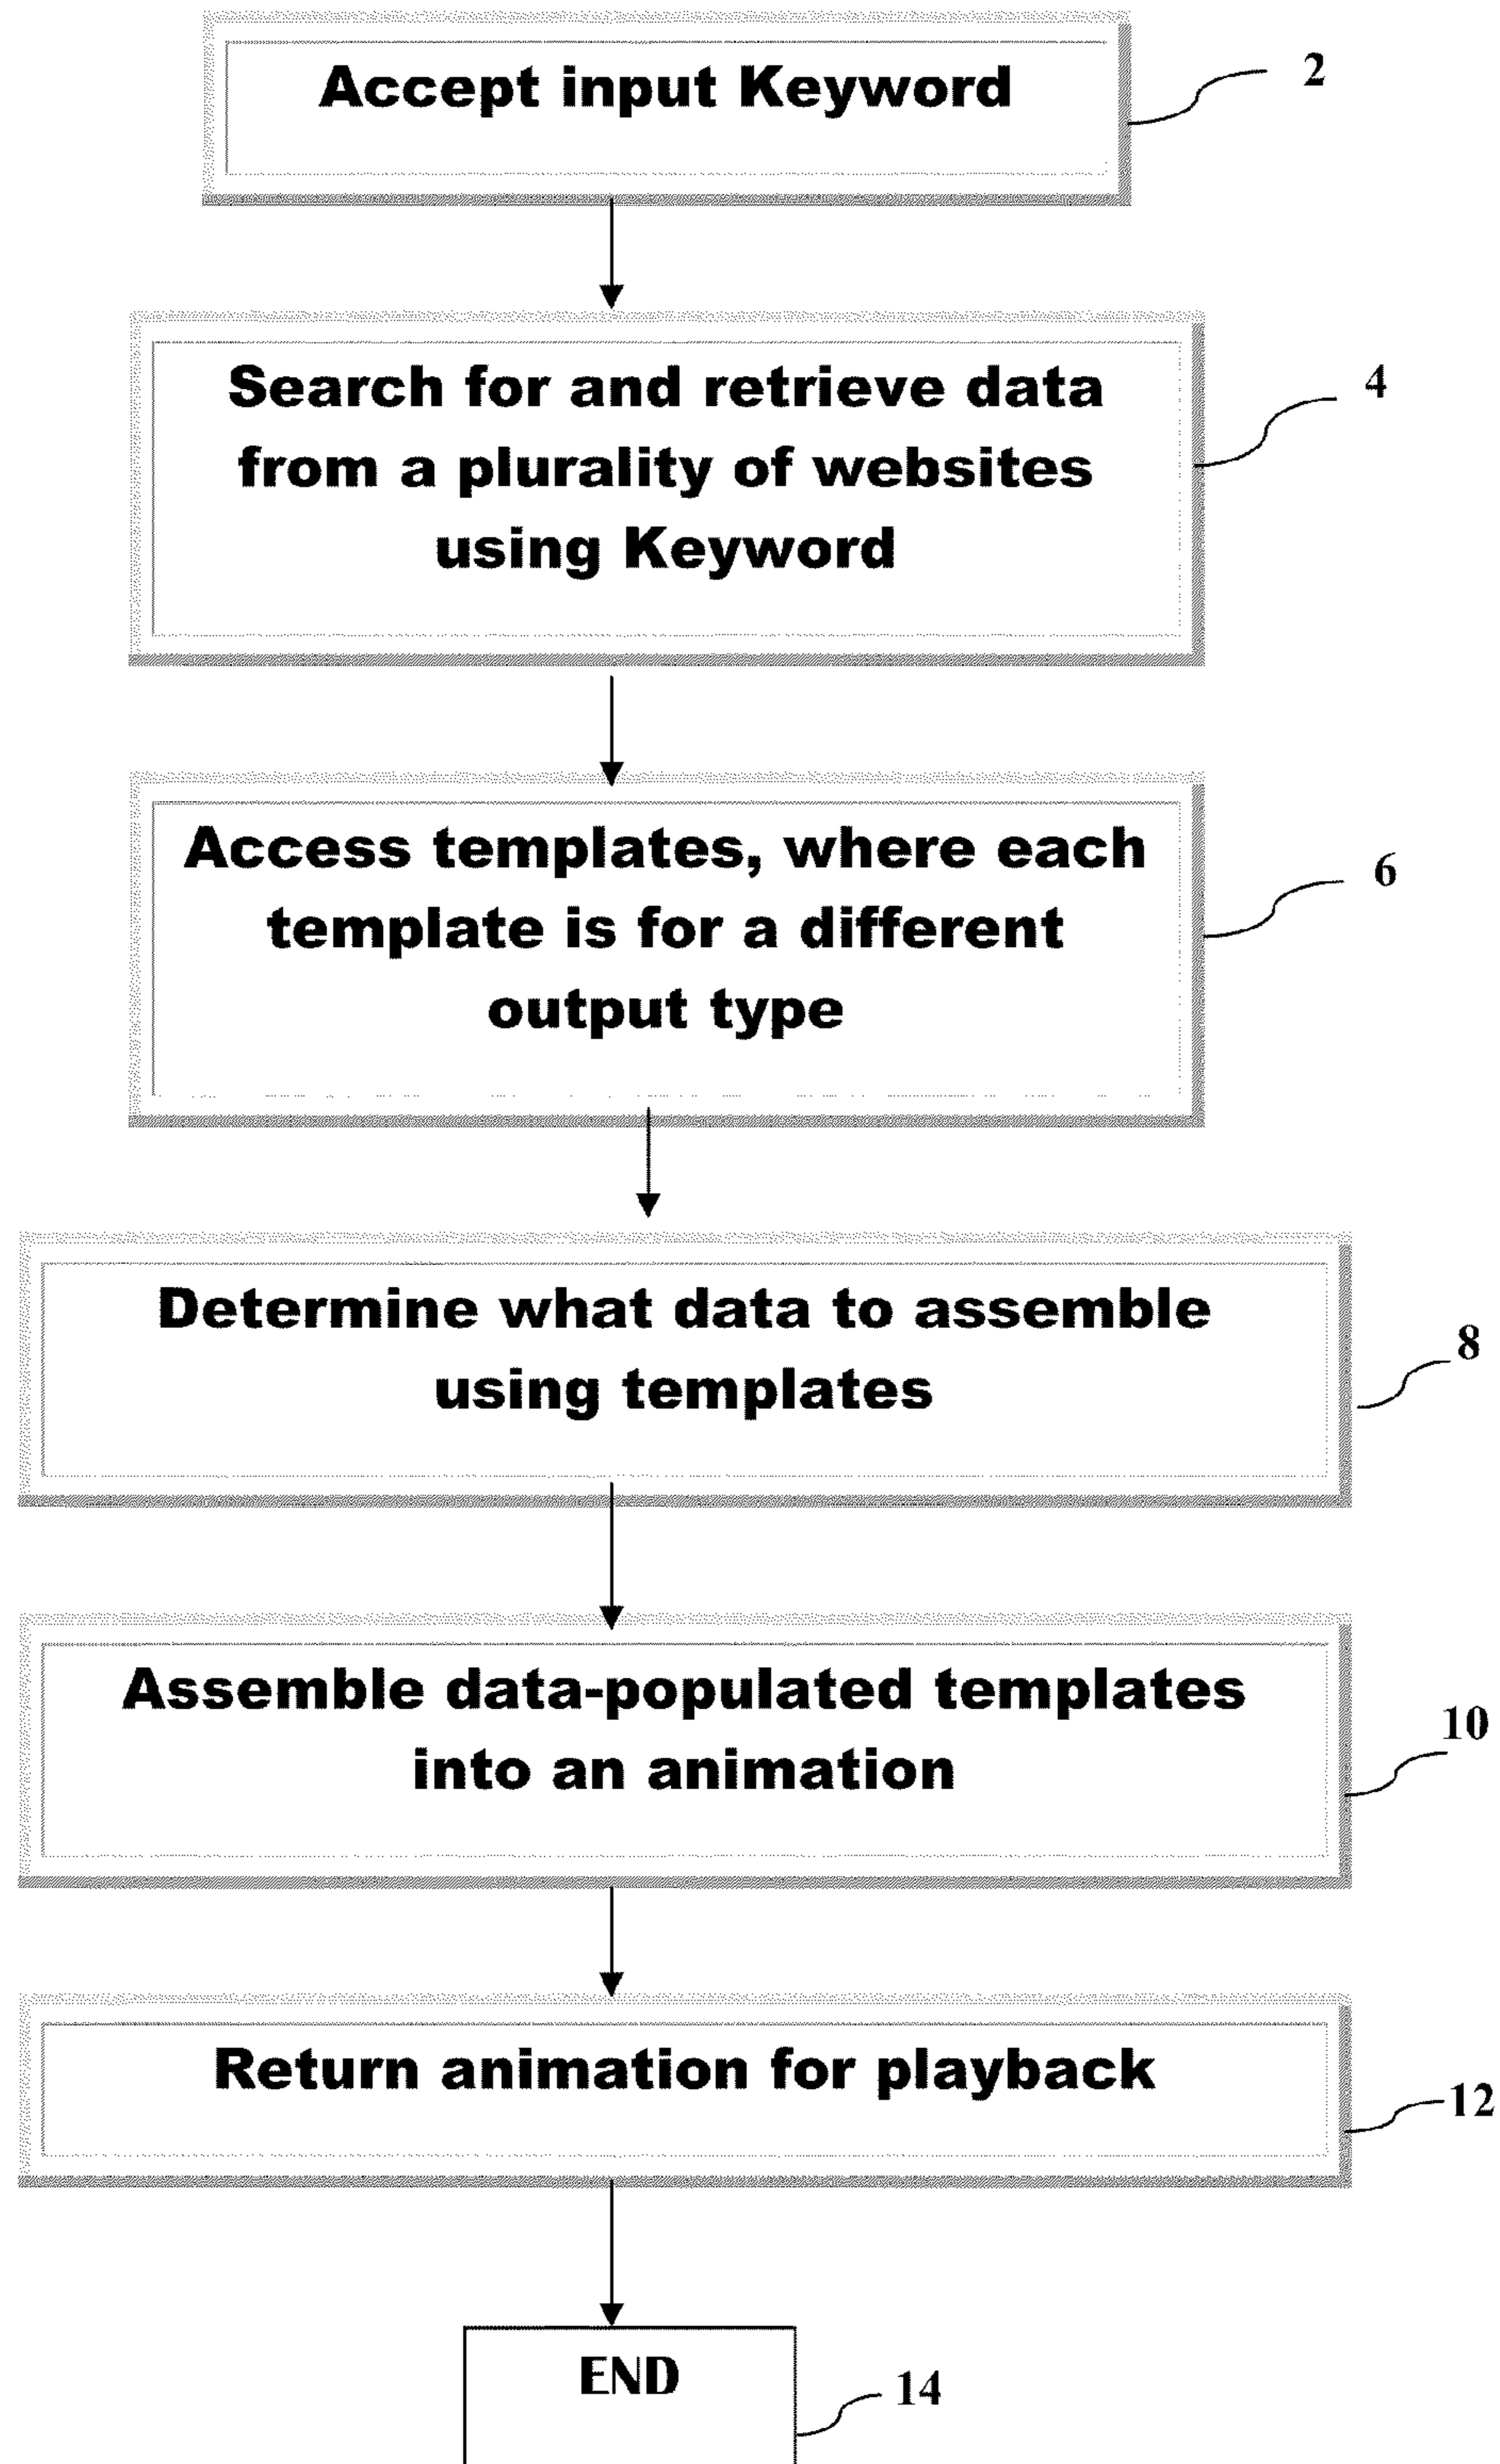 Accept input Keyword
2
Search for and retrieve data
from a plurality of websites
using Keyword
4
Access templates, where each
template is for a different
output type
6
Determine what data to assemble
using templates
8
Assemble data-populated templates
into an animation
10
Return animation for playback
12
END
14